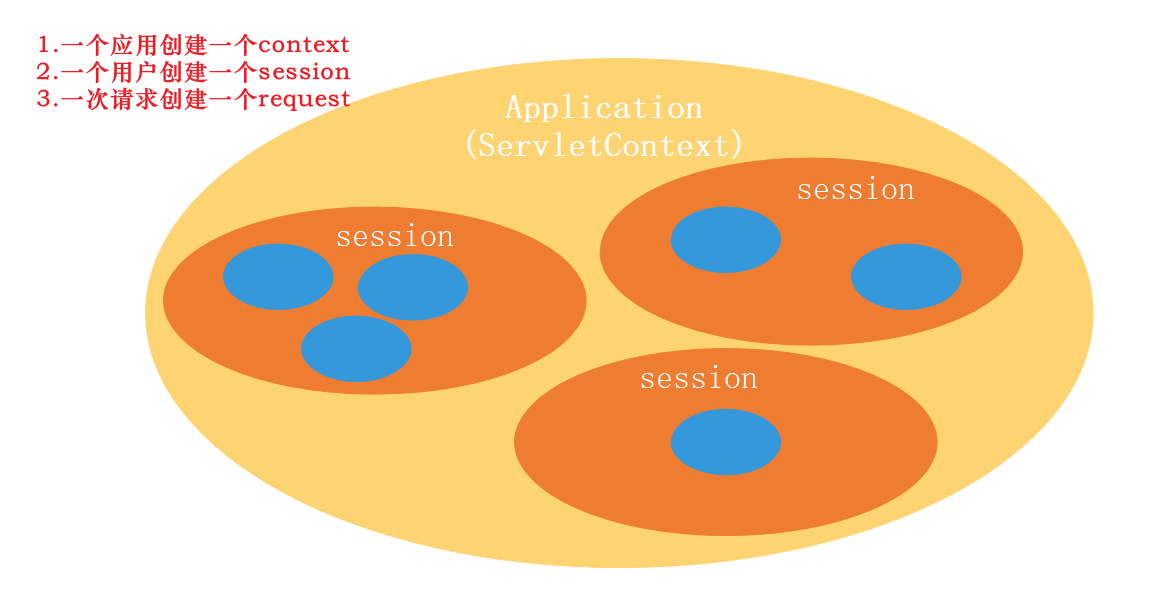 1.一个应用创建一个context
2.一个用户创建一个session
3.一次请求创建一个request
Application
(ServletContext)
session
session
session